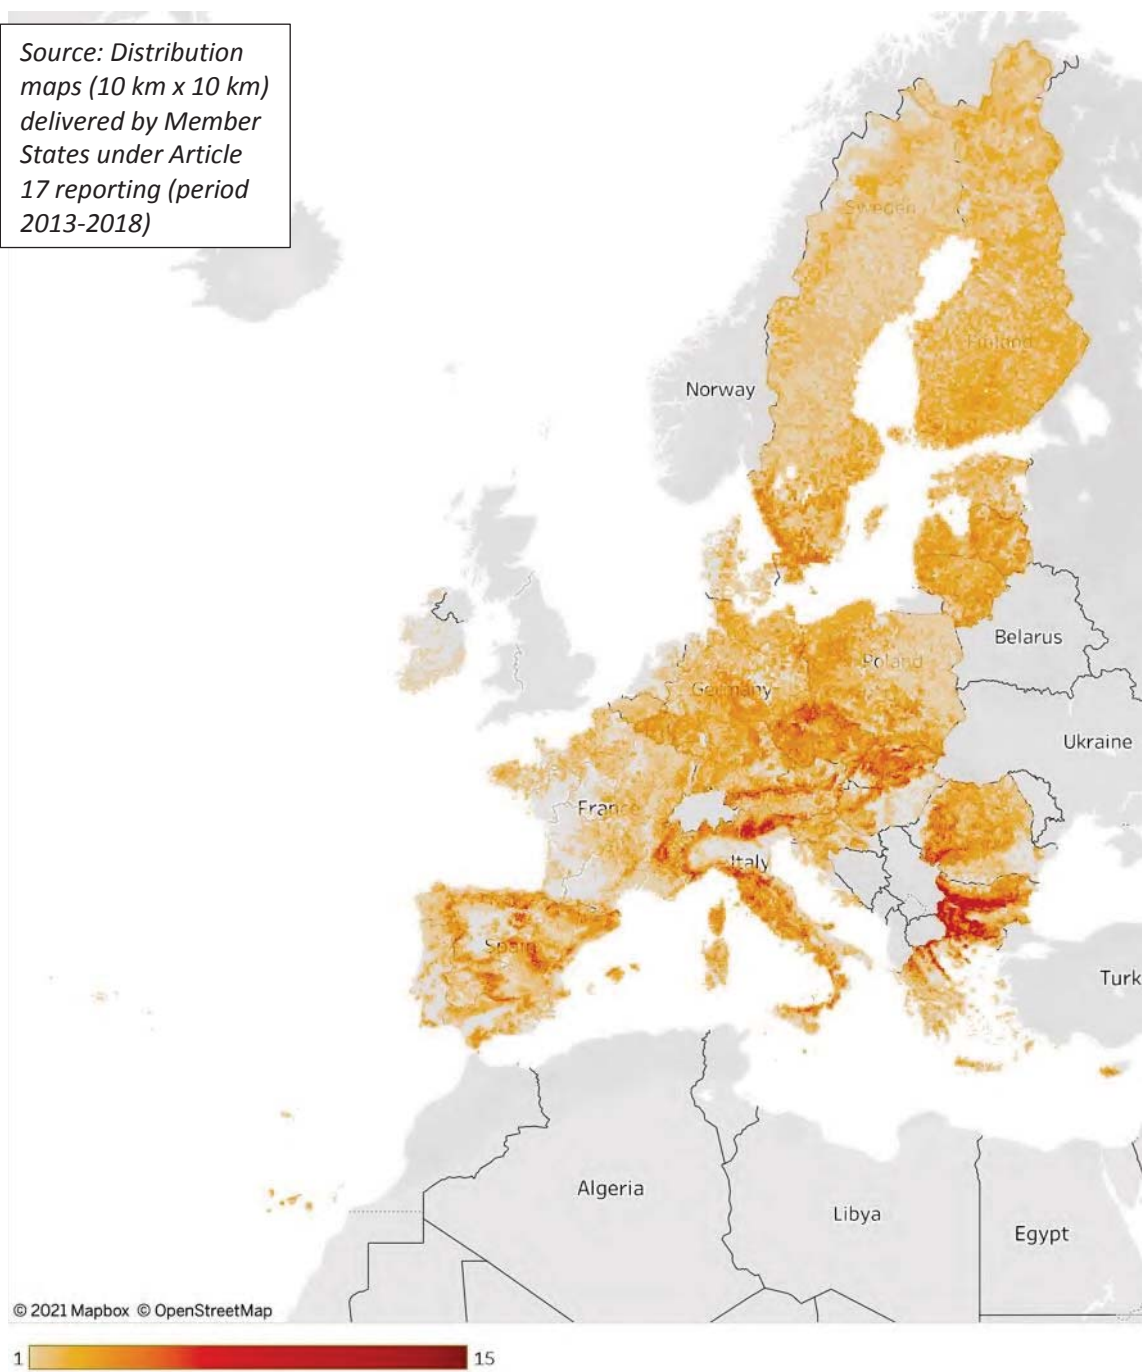 Source: Distribution
maps (10 km x 10 km)
delivered by Member
States under Article
17 reporting (period
2013-2018)
Sweden
Finland
Norway
Belarus
Poland
Germany
Ukraine
France
Italy
Spain
Turk
Algeria
Libya
Egypt
© 2021 Mapbox © OpenStreetMap
1
15